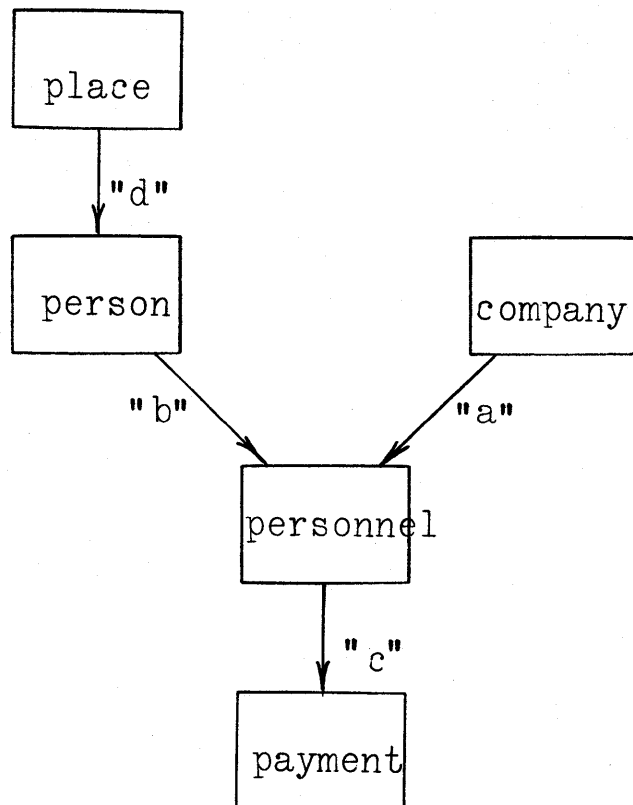 place
"d"
person
company
"b"
"a"
personnel
"c"
payment